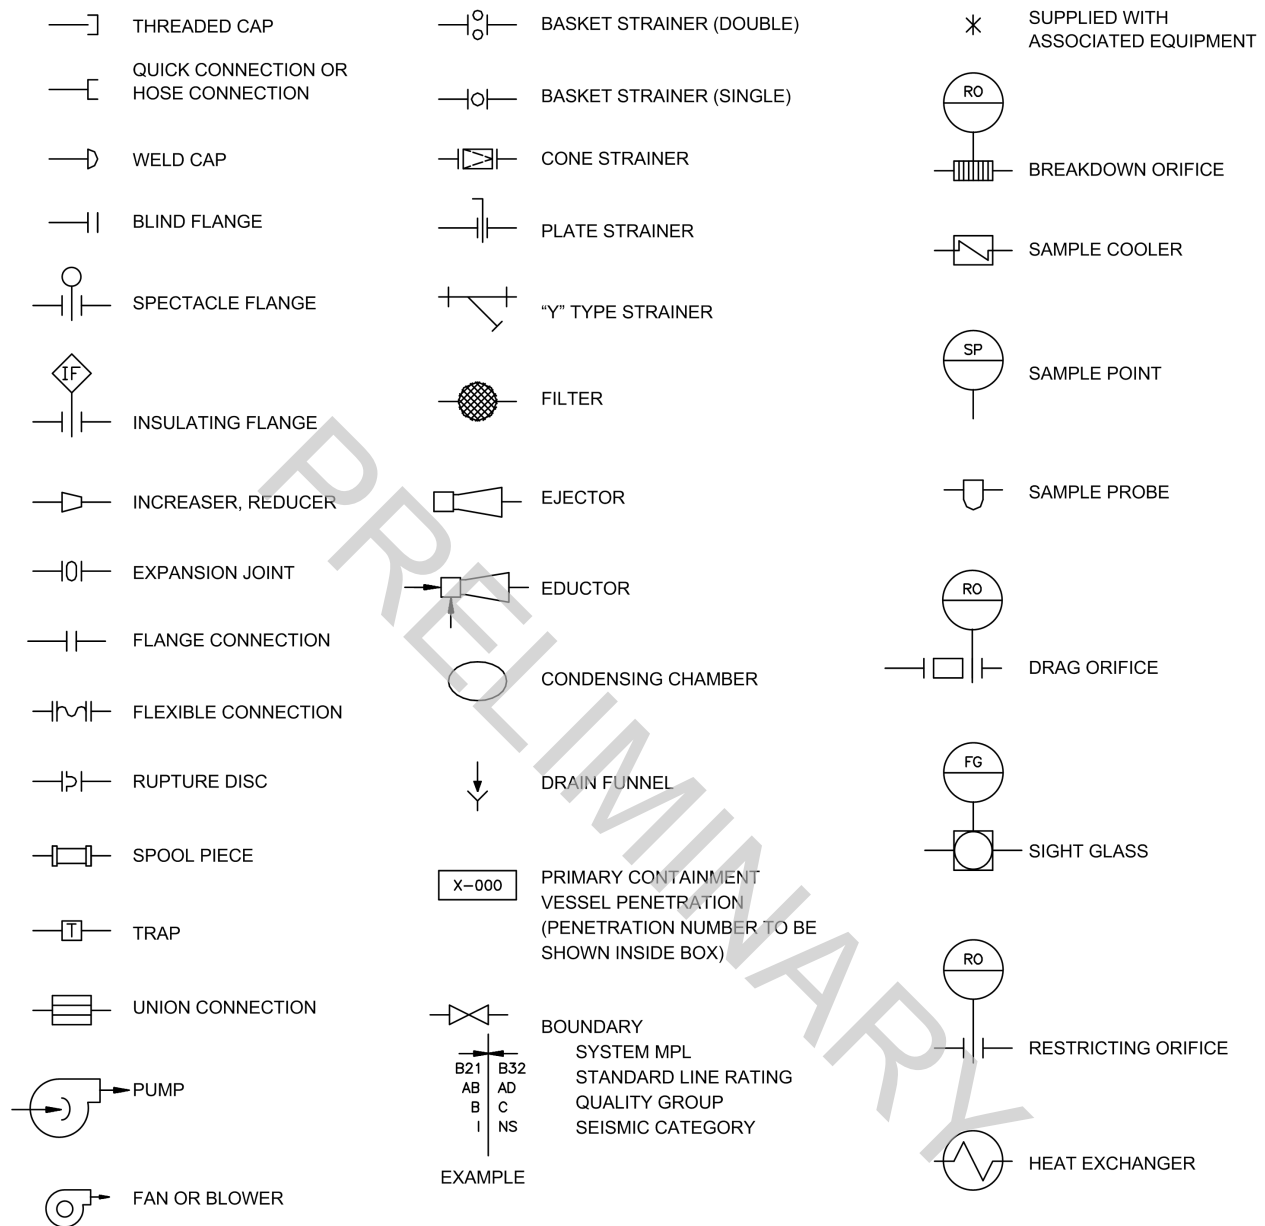 THREADED CAP
QUICK CONNECTION OR
HOSE CONNECTION
WELD CAP
BLIND FLANGE
SPECTACLE FLANGE
IF
INSULATING FLANGE
INCREASER, REDUCER
EXPANSION JOINT
FLANGE CONNECTION
FLEXIBLE CONNECTION
RUPTURE DISC
SPOOL PIECE
T
TRAP
UNION CONNECTION
PUMP
FAN OR BLOWER
BASKET STRAINER (DOUBLE)
BASKET STRAINER (SINGLE)
CONE STRAINER
PLATE STRAINER
“Y” TYPE STRAINER
FILTER
EJECTOR
EDUCTOR
CONDENSING CHAMBER
DRAIN FUNNEL
X-000
PRIMARY CONTAINMENT
VESSEL PENETRATION
(PENETRATION NUMBER TO BE
SHOWN INSIDE BOX)
BOUNDARY
SYSTEM MPL
STANDARD LINE RATING
QUALITY GROUP
SEISMIC CATEGORY
B21 B32
AB AD
B C
I NS
EXAMPLE
SUPPLIED WITH
ASSOCIATED EQUIPMENT
RO
BREAKDOWN ORIFICE
SAMPLE COOLER
SP
SAMPLE POINT
SAMPLE PROBE
RO
DRAG ORIFICE
FG
SIGHT GLASS
RO
RESTRICTING ORIFICE
HEAT EXCHANGER
PRELIMINARY